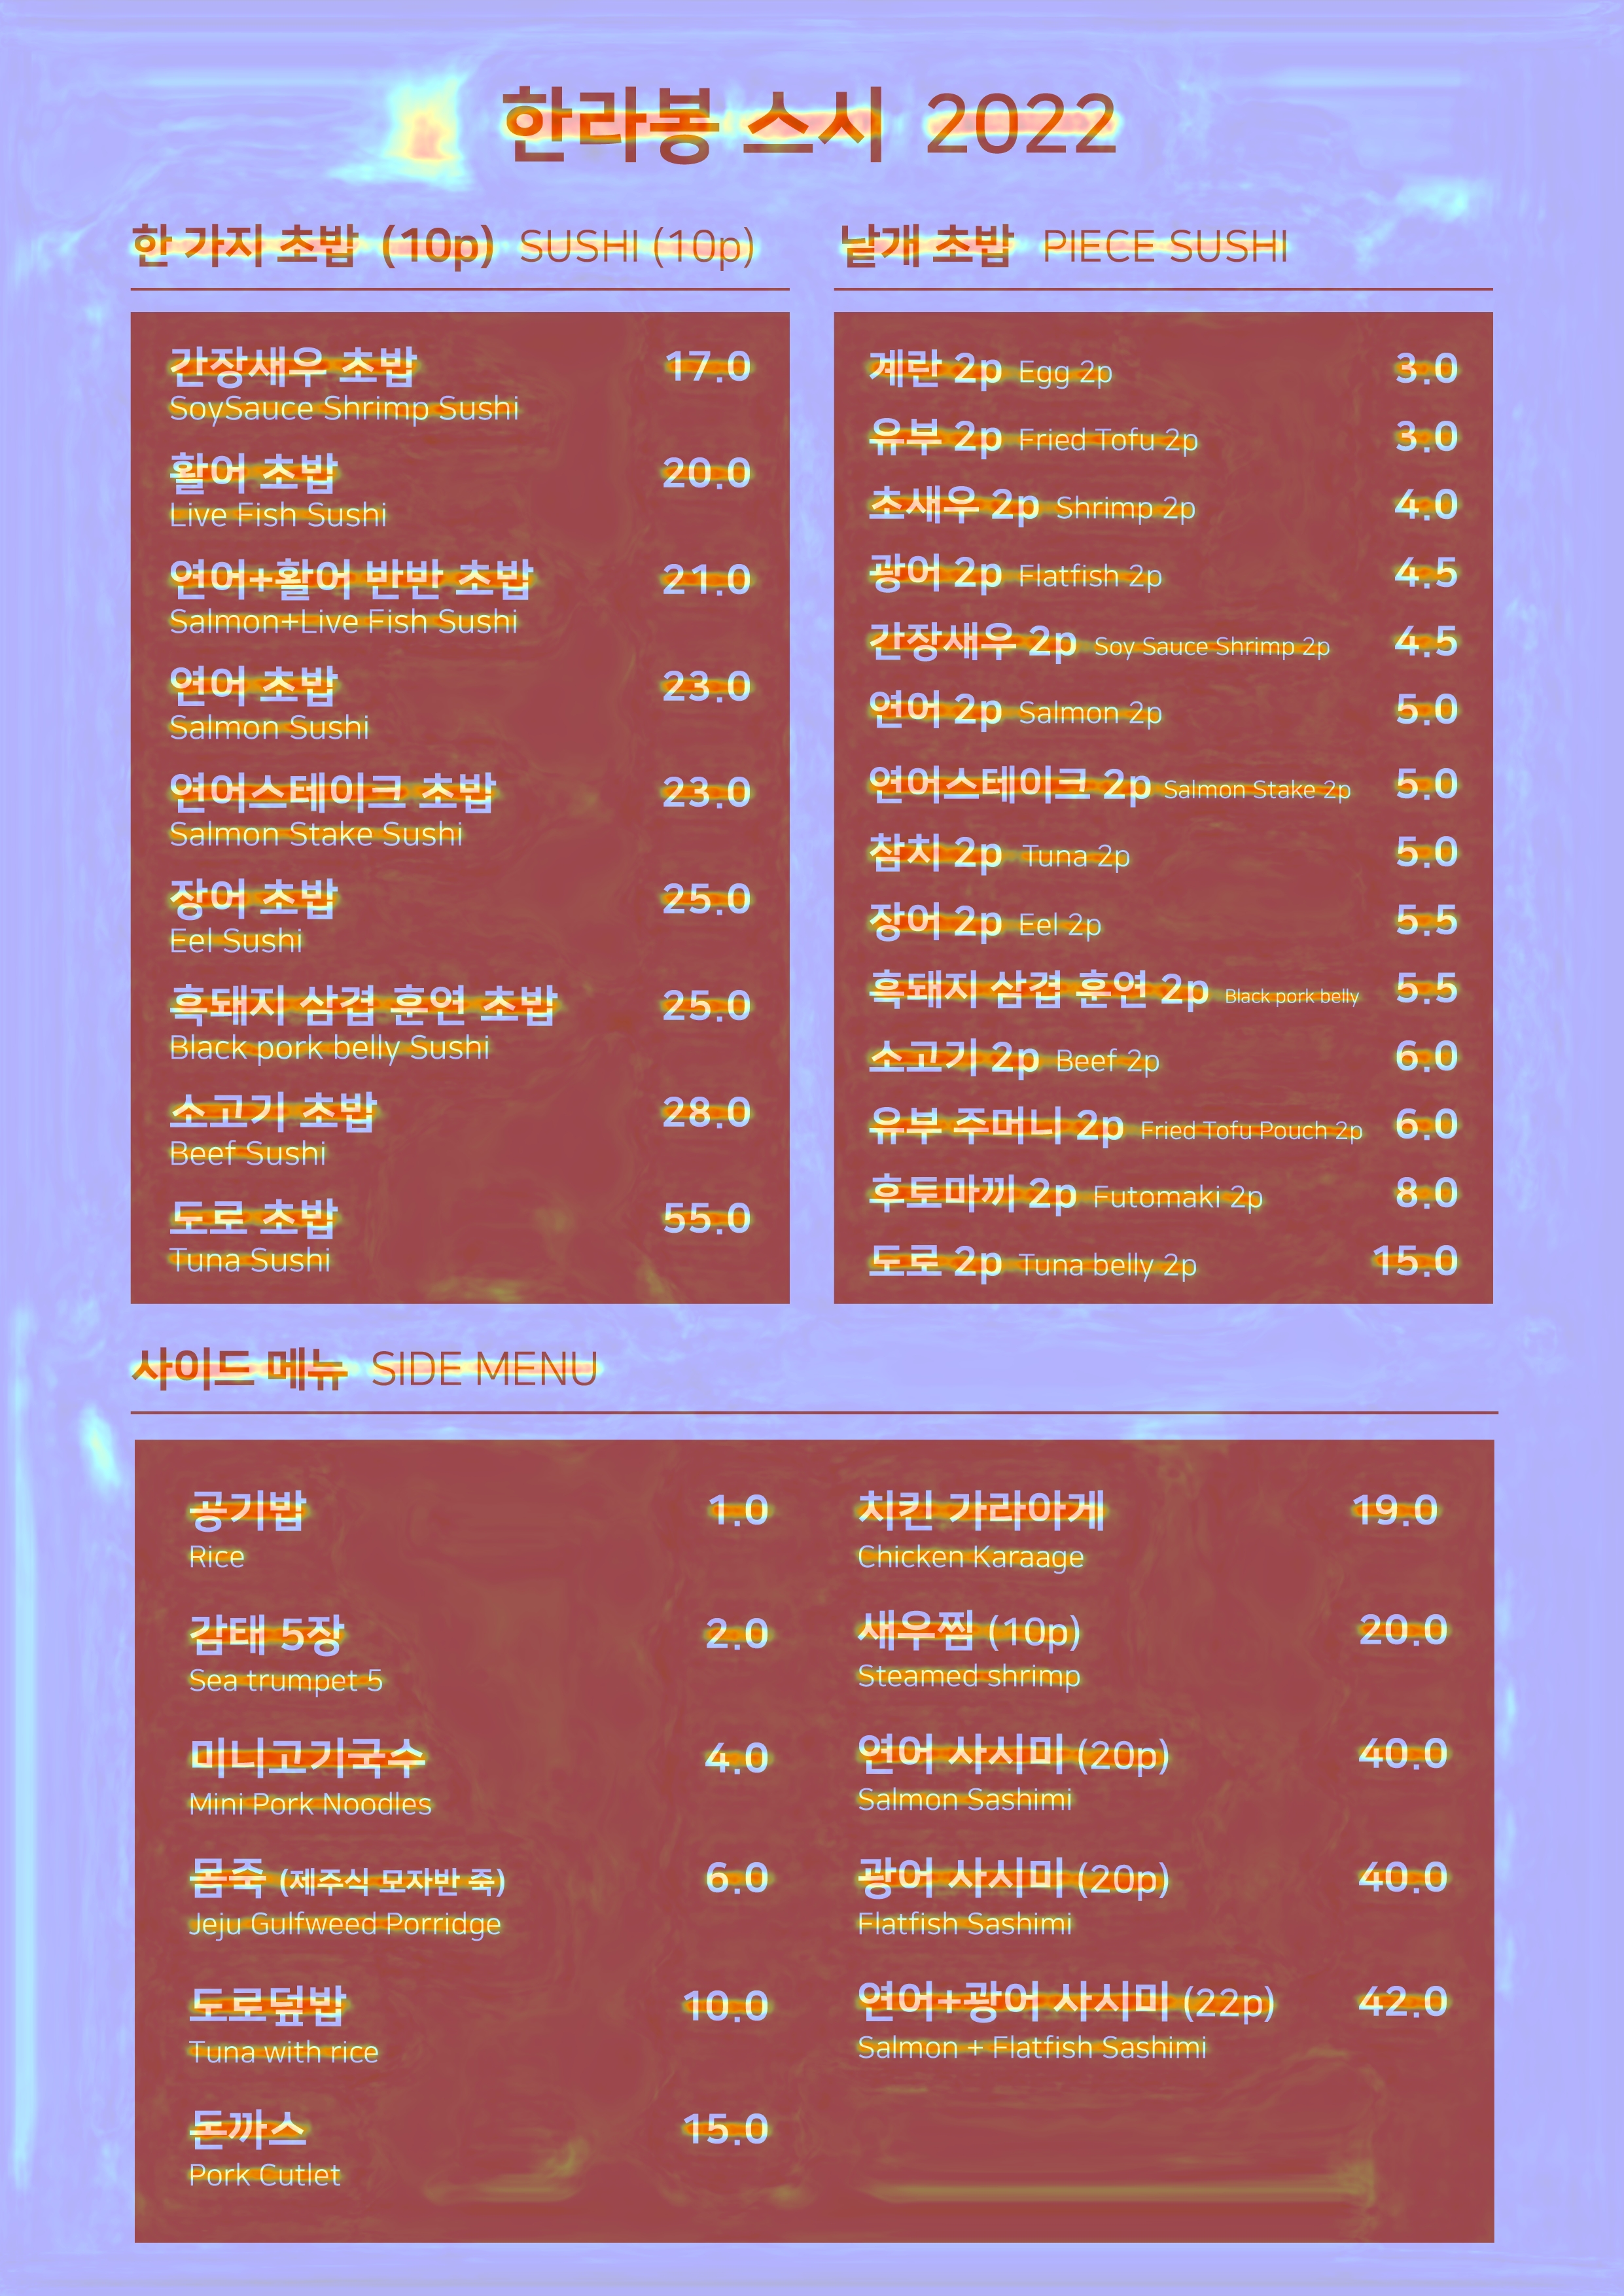 한라봉 스시 2022
한 가지 초밥 (10p) SUSHI (10p)
간장새우 초밥 17.0
SoySauce Shrimp Sushi
활어 초밥 20.0
Live Fish Sushi
연어+활어 반반 초밥 21.0
Salmon+Live Fish Sushi
연어 초밥 23.0
Salmon Sushi
연어스테이크 초밥 23.0
Salmon Stake Sushi
장어 초밥 25.0
Eel Sushi
흑돼지 삼겹 훈연 초밥 25.0
Black pork belly Sushi
소고기 초밥 28.0
Beef Sushi
도로 초밥 55.0
Tuna Sushi
낱개 초밥 PIECE SUSHI
계란 2p Egg 2p 3.0
유부 2p Fried Tofu 2p 3.0
초새우 2p Shrimp 2p 4.0
광어 2p Flatfish 2p 4.5
간장새우 2p Soy Sauce Shrimp 2p 4.5
연어 2p Salmon 2p 5.0
연어스테이크 2p Salmon Stake 2p 5.0
참치 2p Tuna 2p 5.0
장어 2p Eel 2p 5.5
흑돼지 삼겹 훈연 2p Black pork belly 5.5
소고기 2p Beef 2p 6.0
유부 주머니 2p Fried Tofu Pouch 2p 6.0
후토마끼 2p Futomaki 2p 8.0
도로 2p Tuna belly 2p 15.0
사이드 메뉴 SIDE MENU
공기밥 1.0
Rice
감태 5장 2.0
Sea trumpet 5
미니고기국수 4.0
Mini Pork Noodles
몸죽 (제주식 모자반 죽) 6.0
Jeju Gulfweed Porridge
도로덮밥 10.0
Tuna with rice
돈까스 15.0
Pork Cutlet
치킨 가라아게 19.0
Chicken Karaage
새우찜 (10p) 20.0
Steamed shrimp
연어 사시미 (20p) 40.0
Salmon Sashimi
광어 사시미 (20p) 40.0
Flatfish Sashimi
연어+광어 사시미 (22p) 42.0
Salmon + Flatfish Sashimi